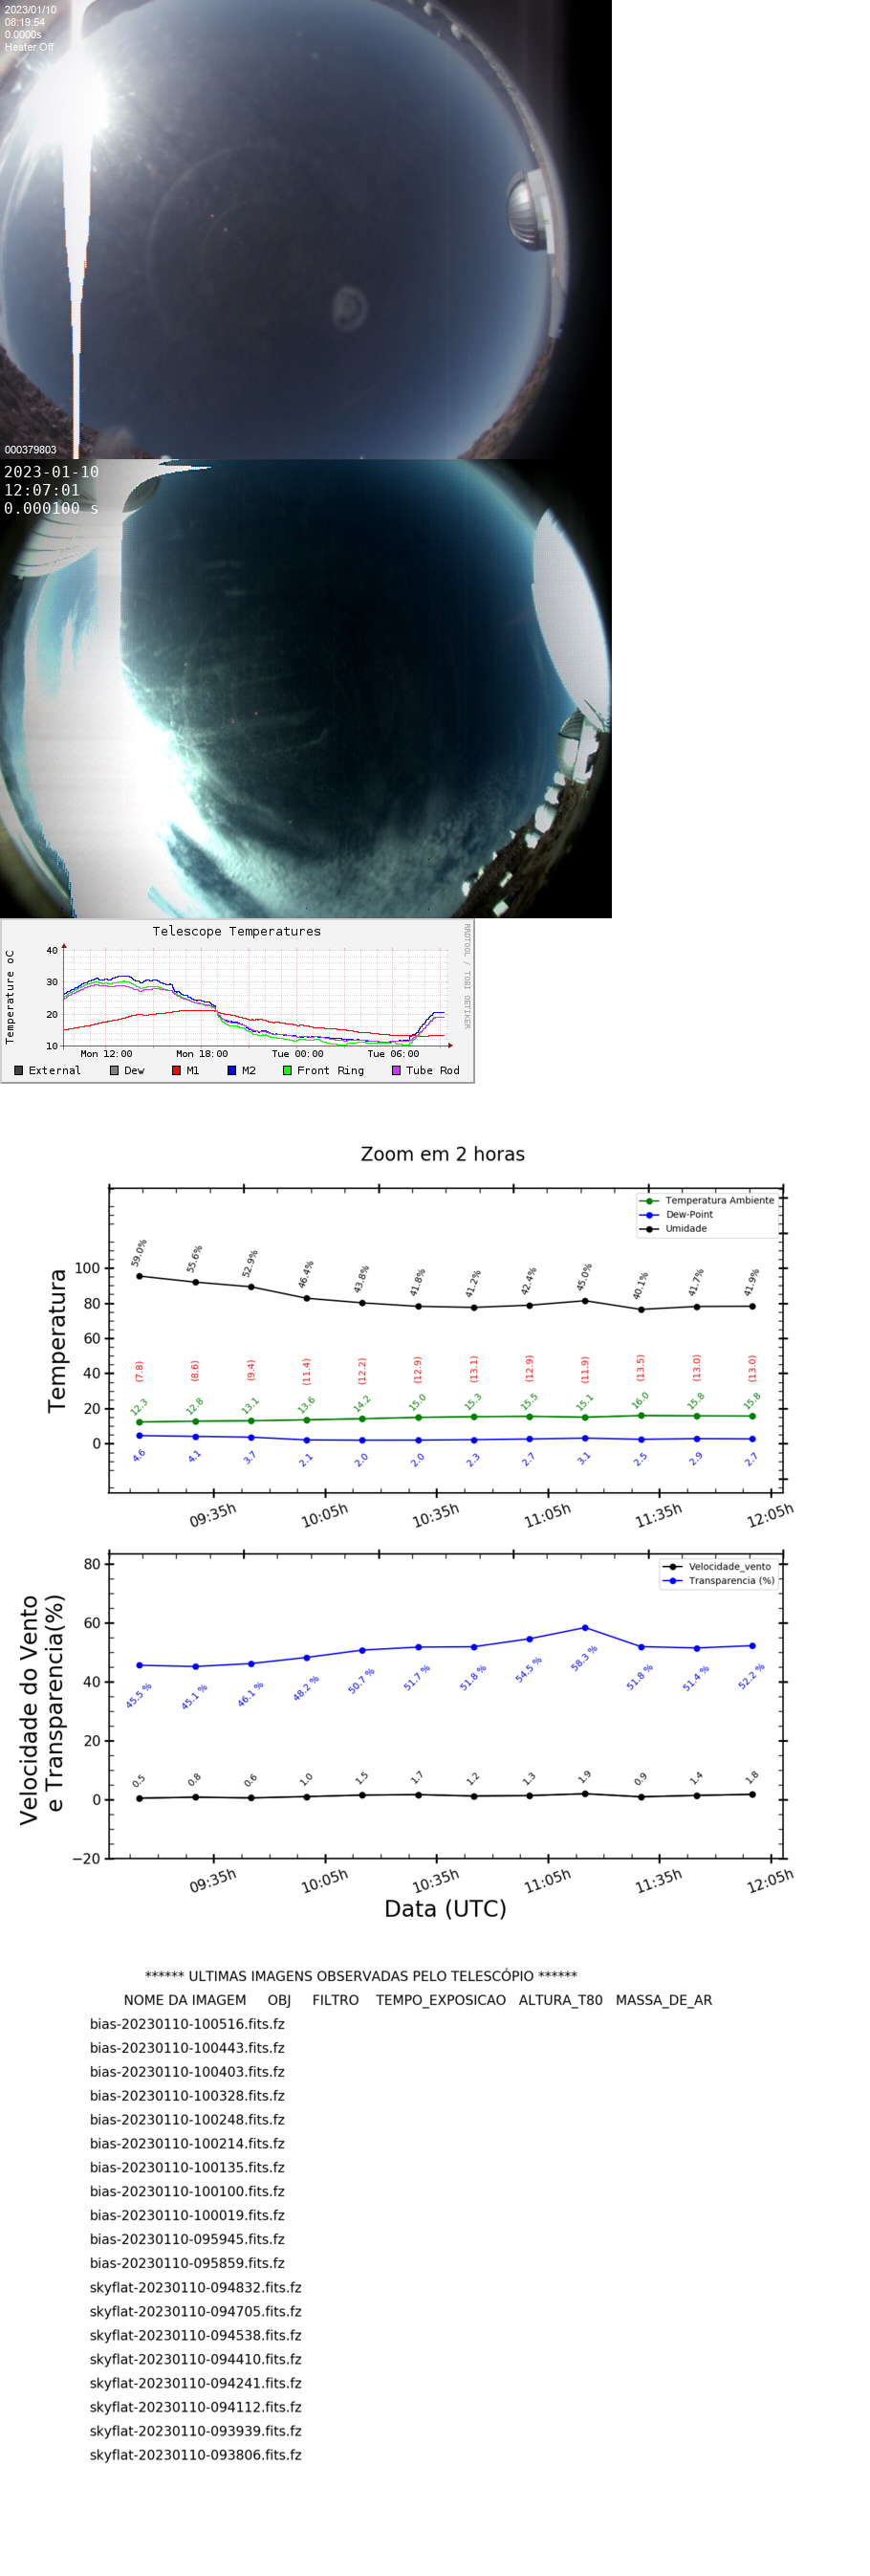 2023/01/10
08:19:54
0.0000s
Heater Off
000379803
2023-01-10
12:07:01
0.000100 s
Telescope Temperatures
Temperature oC
40
30
20
10
Mon 12:00 Mon 18:00 Tue 00:00 Tue 06:00
External Dew M1 M2 Front Ring Tube Rod
RRDTOOL / TOBI OETIKER
Zoom em 2 horas
Temperatura Ambiente
Dew-Point
Umidade
Temperatura
100
80
60
40
20
0
59.0% 55.6% 52.9% 46.4% 43.8% 41.8% 41.2% 42.4% 45.0% 40.1% 41.7% 41.9%
(7.8) (8.6) (9.4) (11.4) (12.2) (12.9) (13.1) (12.9) (11.9) (13.5) (13.0) (13.0)
12.3 12.8 13.1 13.6 14.2 15.0 15.3 15.5 15.1 16.0 15.8 15.8
4.6 4.1 3.7 2.1 2.0 2.0 2.3 2.7 3.1 2.5 2.9 2.7
09:35h 10:05h 10:35h 11:05h 11:35h 12:05h
Velocidade_vento
Transparencia (%)
Velocidade do Vento
e Transparencia(%)
80
60
40
20
0
−20
45.5 % 45.1 % 46.1 % 48.2 % 50.7 % 51.7 % 51.8 % 54.5 % 58.3 % 51.8 % 51.4 % 52.2 %
0.5 0.8 0.6 1.0 1.5 1.7 1.2 1.3 1.9 0.9 1.4 1.8
09:35h 10:05h 10:35h 11:05h 11:35h 12:05h
Data (UTC)
****** ULTIMAS IMAGENS OBSERVADAS PELO TELESCÓPIO ******
NOME DA IMAGEM OBJ FILTRO TEMPO_EXPOSICAO ALTURA_T80 MASSA_DE_AR
bias-20230110-100516.fits.fz
bias-20230110-100443.fits.fz
bias-20230110-100403.fits.fz
bias-20230110-100328.fits.fz
bias-20230110-100248.fits.fz
bias-20230110-100214.fits.fz
bias-20230110-100135.fits.fz
bias-20230110-100100.fits.fz
bias-20230110-100019.fits.fz
bias-20230110-095945.fits.fz
bias-20230110-095859.fits.fz
skyflat-20230110-094832.fits.fz
skyflat-20230110-094705.fits.fz
skyflat-20230110-094538.fits.fz
skyflat-20230110-094410.fits.fz
skyflat-20230110-094241.fits.fz
skyflat-20230110-094112.fits.fz
skyflat-20230110-093939.fits.fz
skyflat-20230110-093806.fits.fz